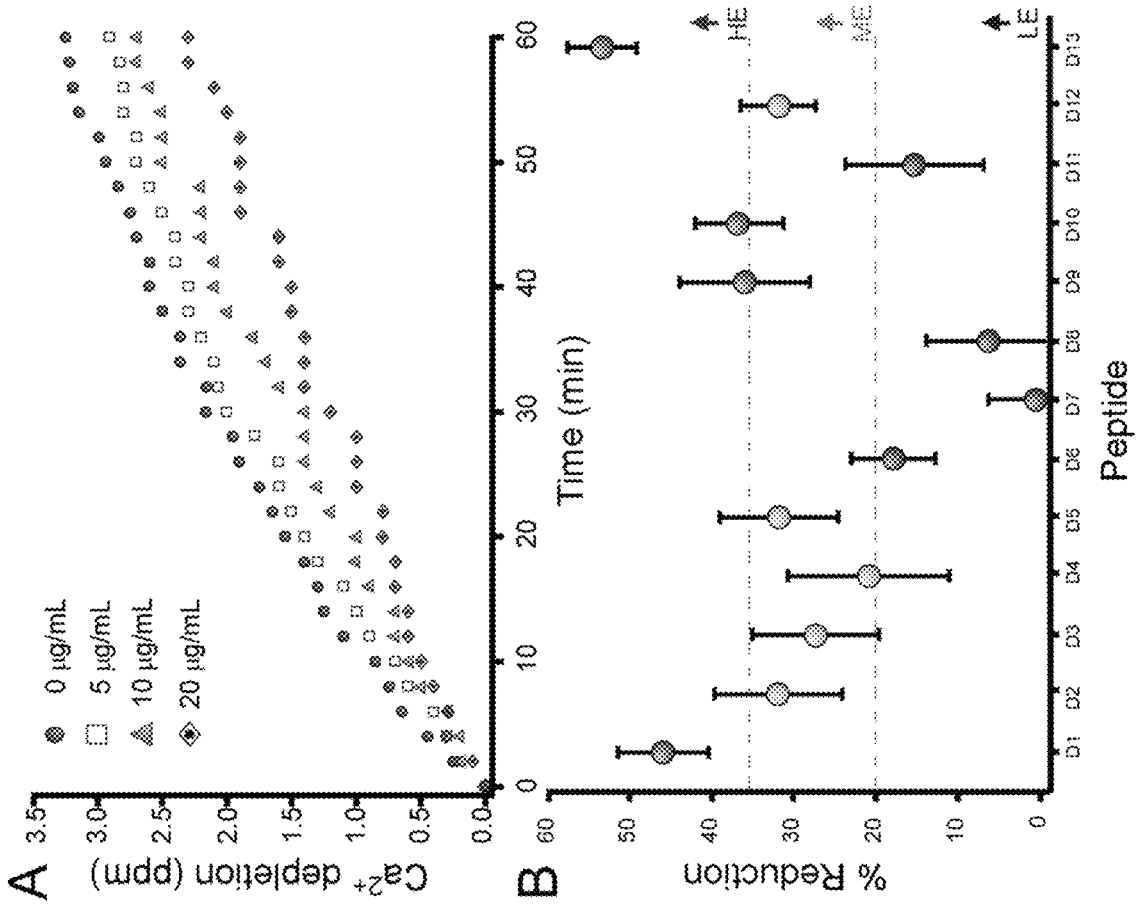 A
Ca²⁺ depletion (ppm)
3.5
3.0
2.5
2.0
1.5
1.0
0.5
0.0
0 µg/mL
5 µg/mL
10 µg/mL
20 µg/mL
0
10
20
30
40
50
60
Time (min)
B
% Reduction
60
50
40
30
20
10
0
HE
ME
LE
D1
D2
D3
D4
D5
D6
D7
D8
D9
D10
D11
D12
D13
Peptide